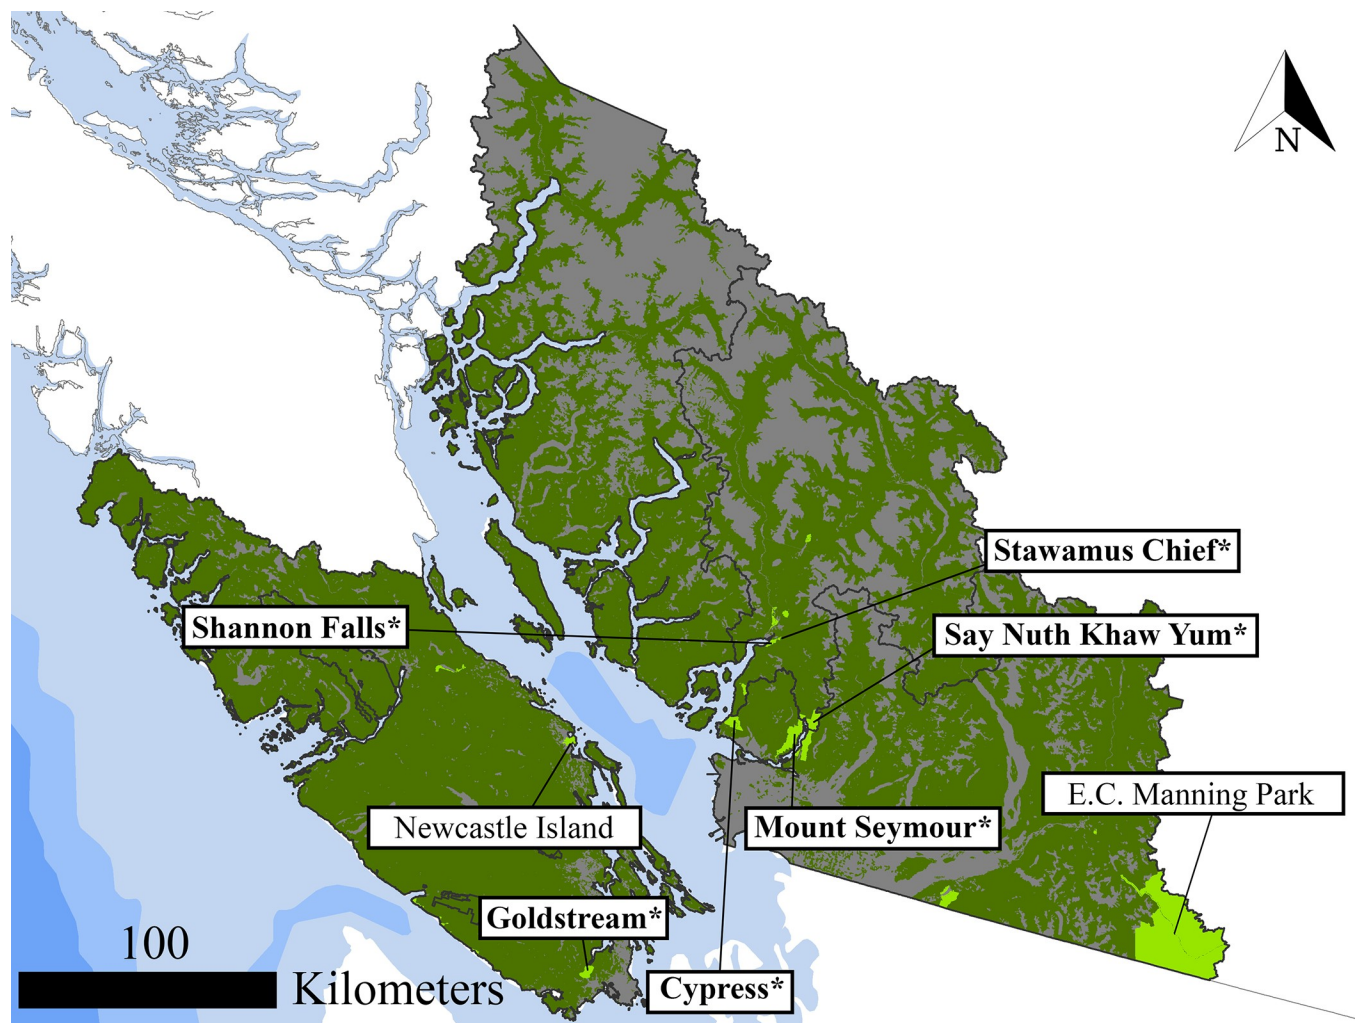 N
Stawamus Chief*
Shannon Falls*
Say Nuth Khaw Yum*
E.C. Manning Park
Newcastle Island
Mount Seymour*
Goldstream*
100
Kilometers
Cypress*